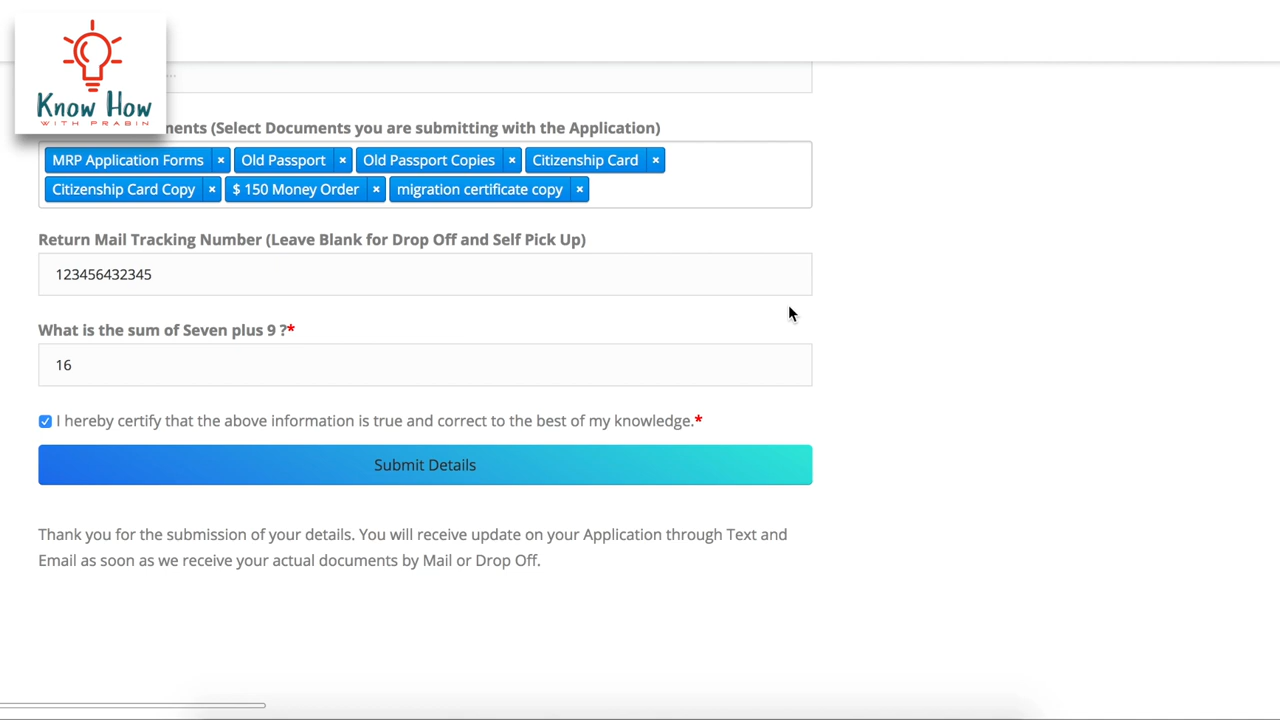 Know How
WITH PRABIN
...
ments (Select Documents you are submitting with the Application)
MRP Application Forms × Old Passport × Old Passport Copies × Citizenship Card ×
Citizenship Card Copy × $ 150 Money Order × migration certificate copy ×
Return Mail Tracking Number (Leave Blank for Drop Off and Self Pick Up)
123456432345
What is the sum of Seven plus 9 ?*
16
I hereby certify that the above information is true and correct to the best of my knowledge.*
Submit Details
Thank you for the submission of your details. You will receive update on your Application through Text and
Email as soon as we receive your actual documents by Mail or Drop Off.